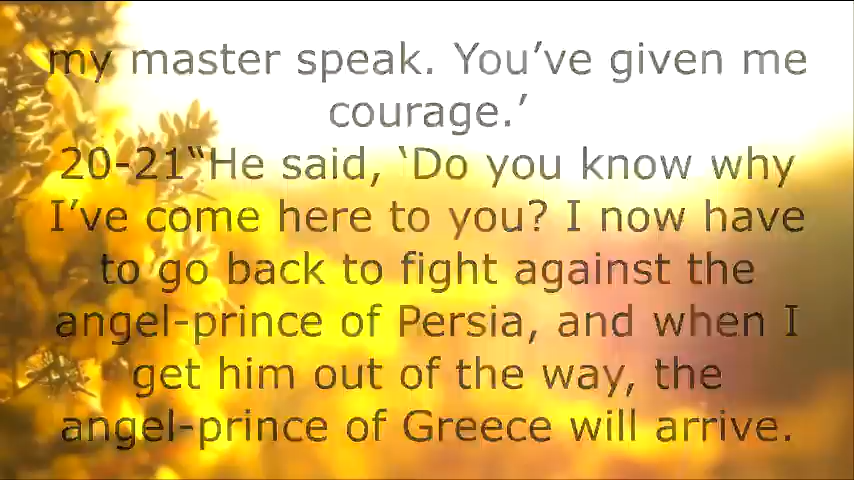 my master speak. You’ve given me
courage.’
20-21“He said, ‘Do you know why
I’ve come here to you? I now have
to go back to fight against the
angel-prince of Persia, and when I
get him out of the way, the
angel-prince of Greece will arrive.